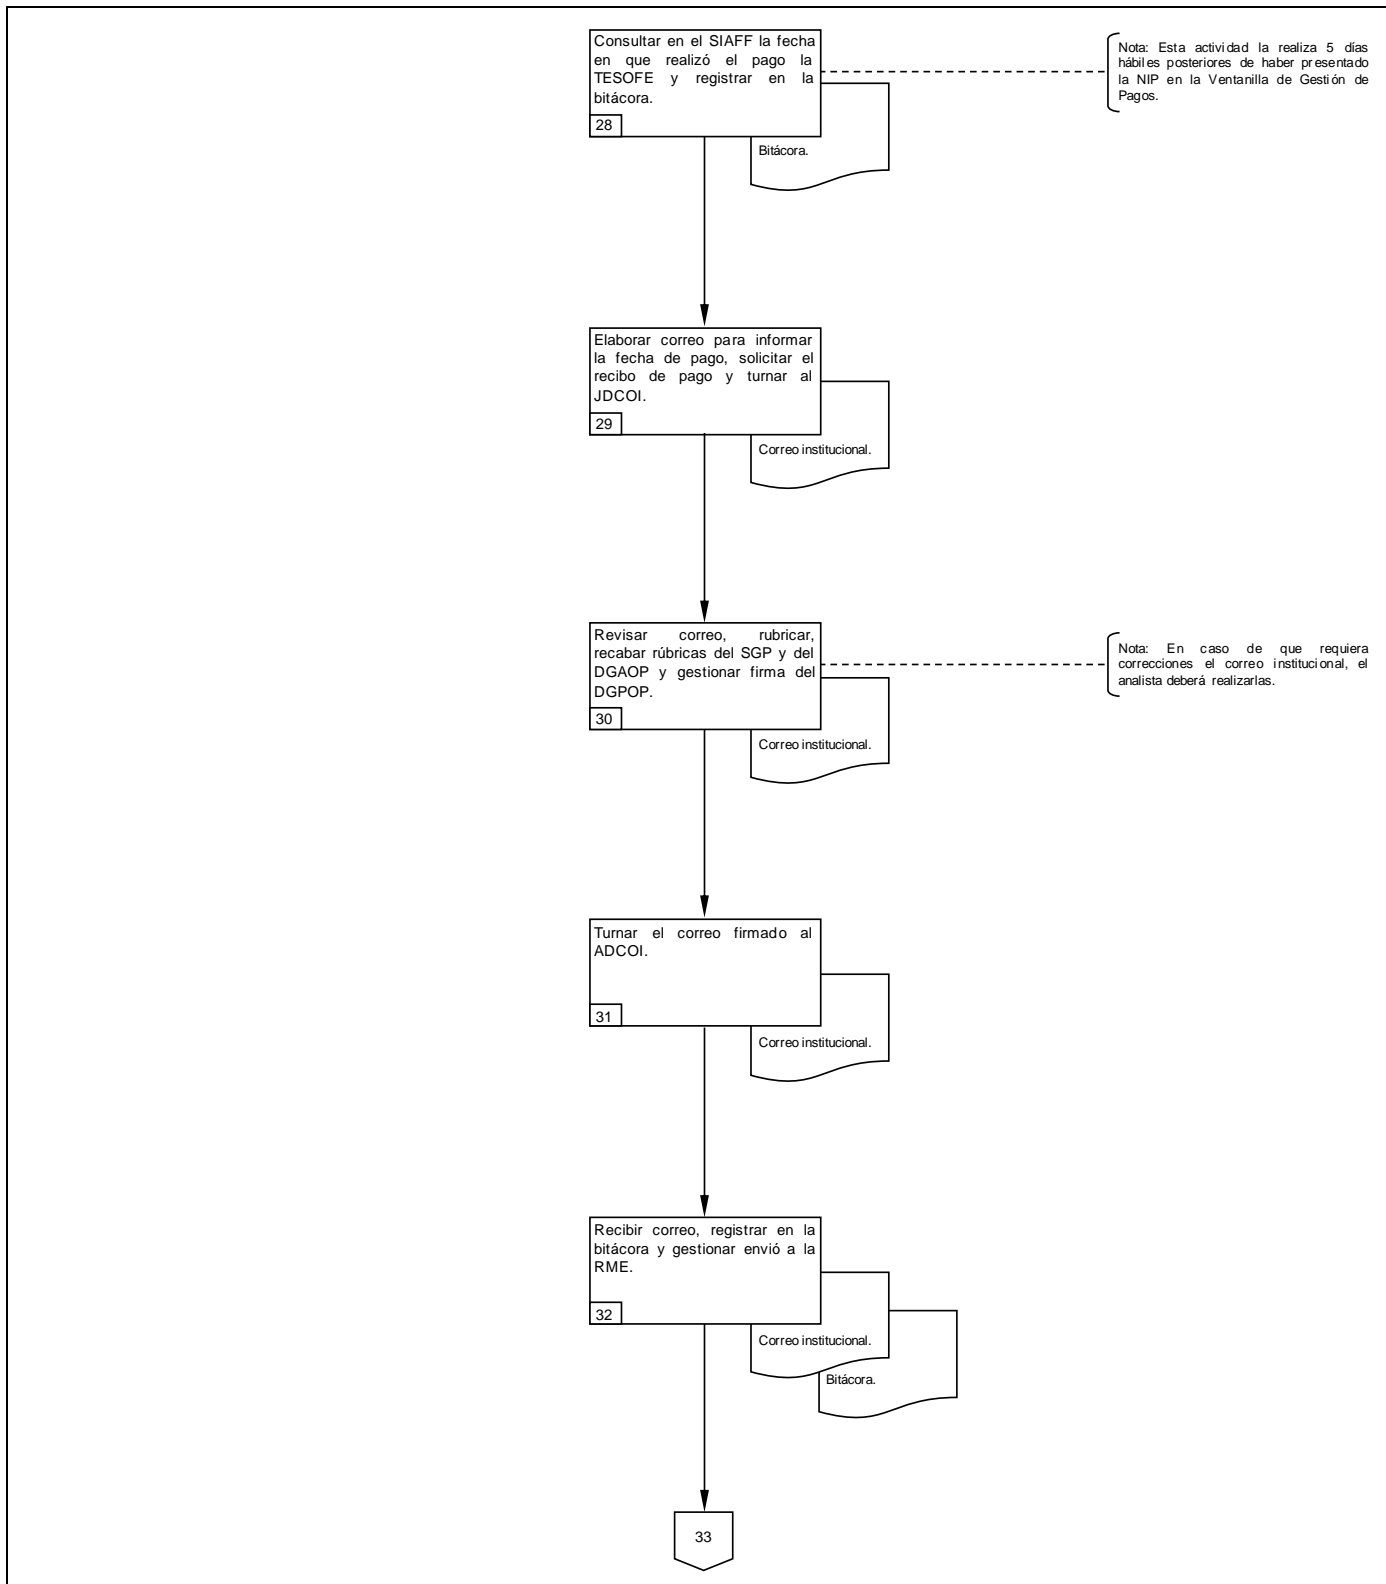 Consultar en el SIAFF la fecha
en que realizó el pago la
TESOFE y registrar en la
bitácora.
28
Bitácora.
Nota: Esta actividad la realiza 5 días
hábiles posteriores de haber presentado
la NIP en la Ventanilla de Gestión de
Pagos.
Elaborar correo para informar
la fecha de pago, solicitar el
recibo de pago y turnar al
JDCOI.
29
Correo institucional.
Revisar correo, rubricar,
recabar rúbricas del SGP y del
DGAOP y gestionar firma del
DGPOP.
30
Correo institucional.
Nota: En caso de que requiera
correcciones el correo institucional, el
analista deberá realizarlas.
Turnar el correo firmado al
ADCOI.
31
Correo institucional.
Recibir correo, registrar en la
bitácora y gestionar envió a la
RME.
32
Correo institucional.
Bitácora.
33